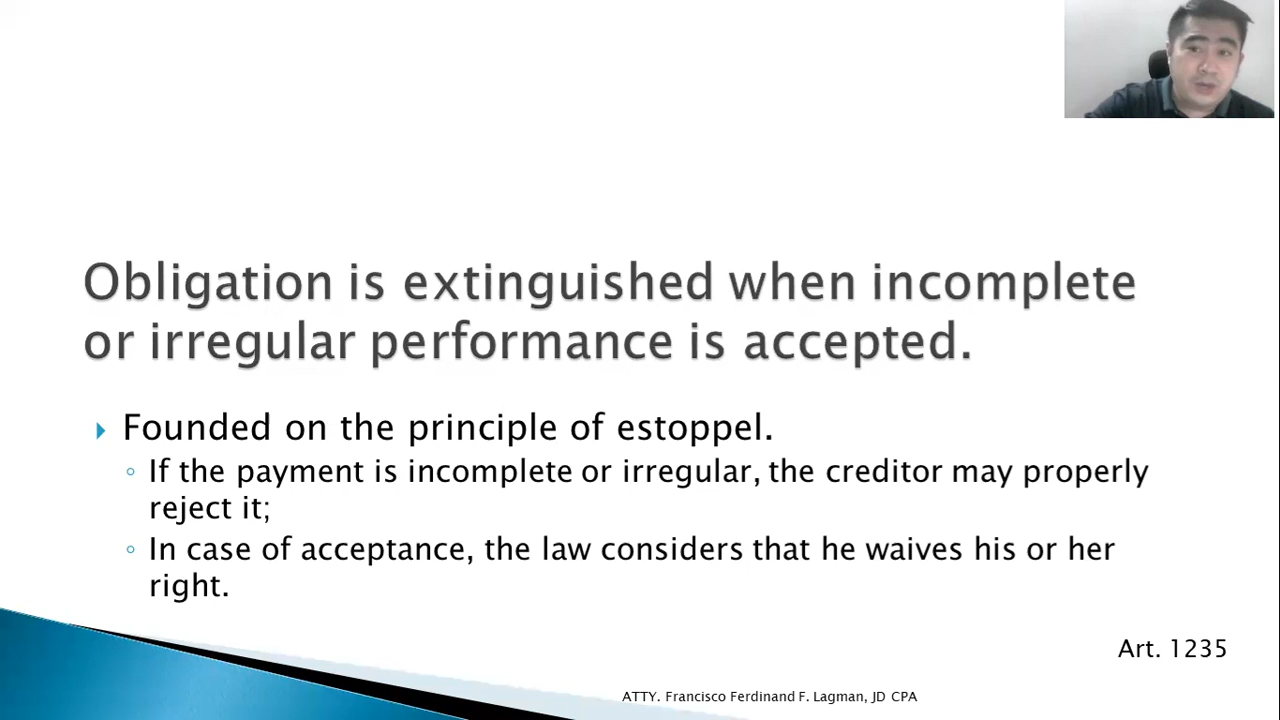 Obligation is extinguished when incomplete
or irregular performance is accepted.
Founded on the principle of estoppel.
If the payment is incomplete or irregular, the creditor may properly
reject it;
In case of acceptance, the law considers that he waives his or her
right.
Art. 1235
ATTY. Francisco Ferdinand F. Lagman, JD CPA